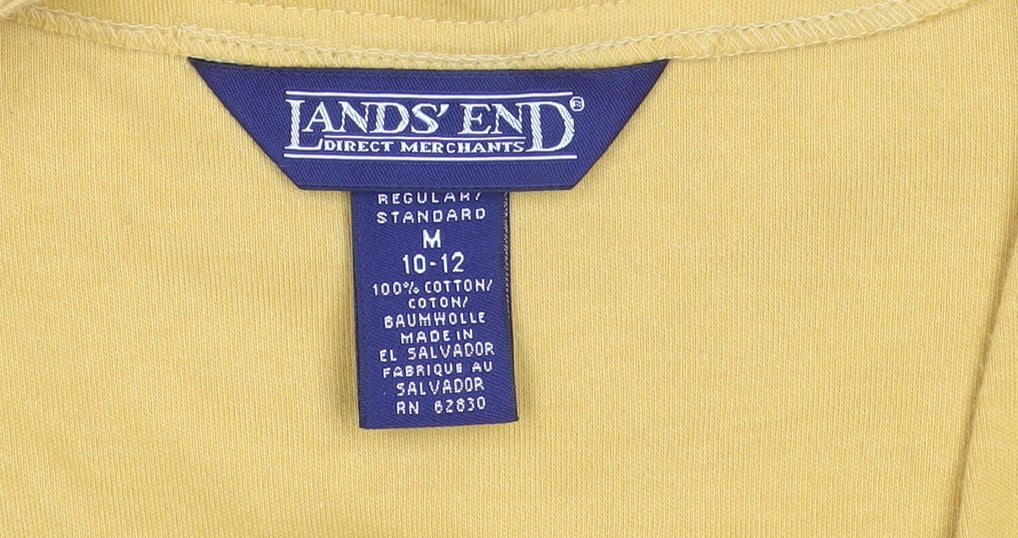 LANDS' END®
DIRECT MERCHANTS
REGULAR/
STANDARD
M
10-12
100% COTTON/
COTON/
BAUMWOLLE
MADE IN
EL SALVADOR
FABRIQUE AU
SALVADOR
RN 62830